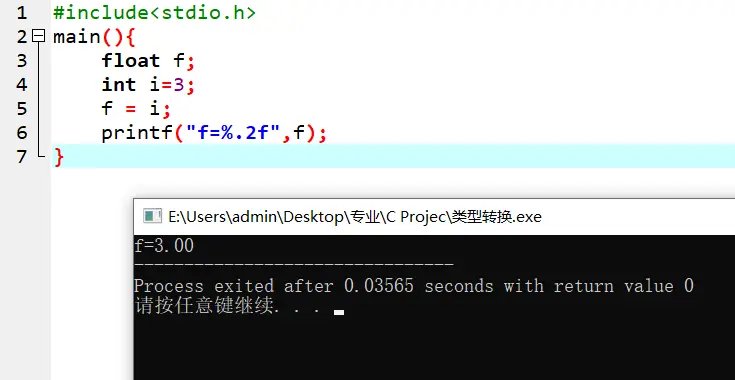 1 #include<stdio.h>
2 main(){
3 float f;
4 int i=3;
5 f = i;
6 printf("f=%.2f",f);
7 }
E:\Users\admin\Desktop\专业\C Projec\类型转换.exe
f=3.00
--------------------------------
Process exited after 0.03565 seconds with return value 0
请按任意键继续. . .